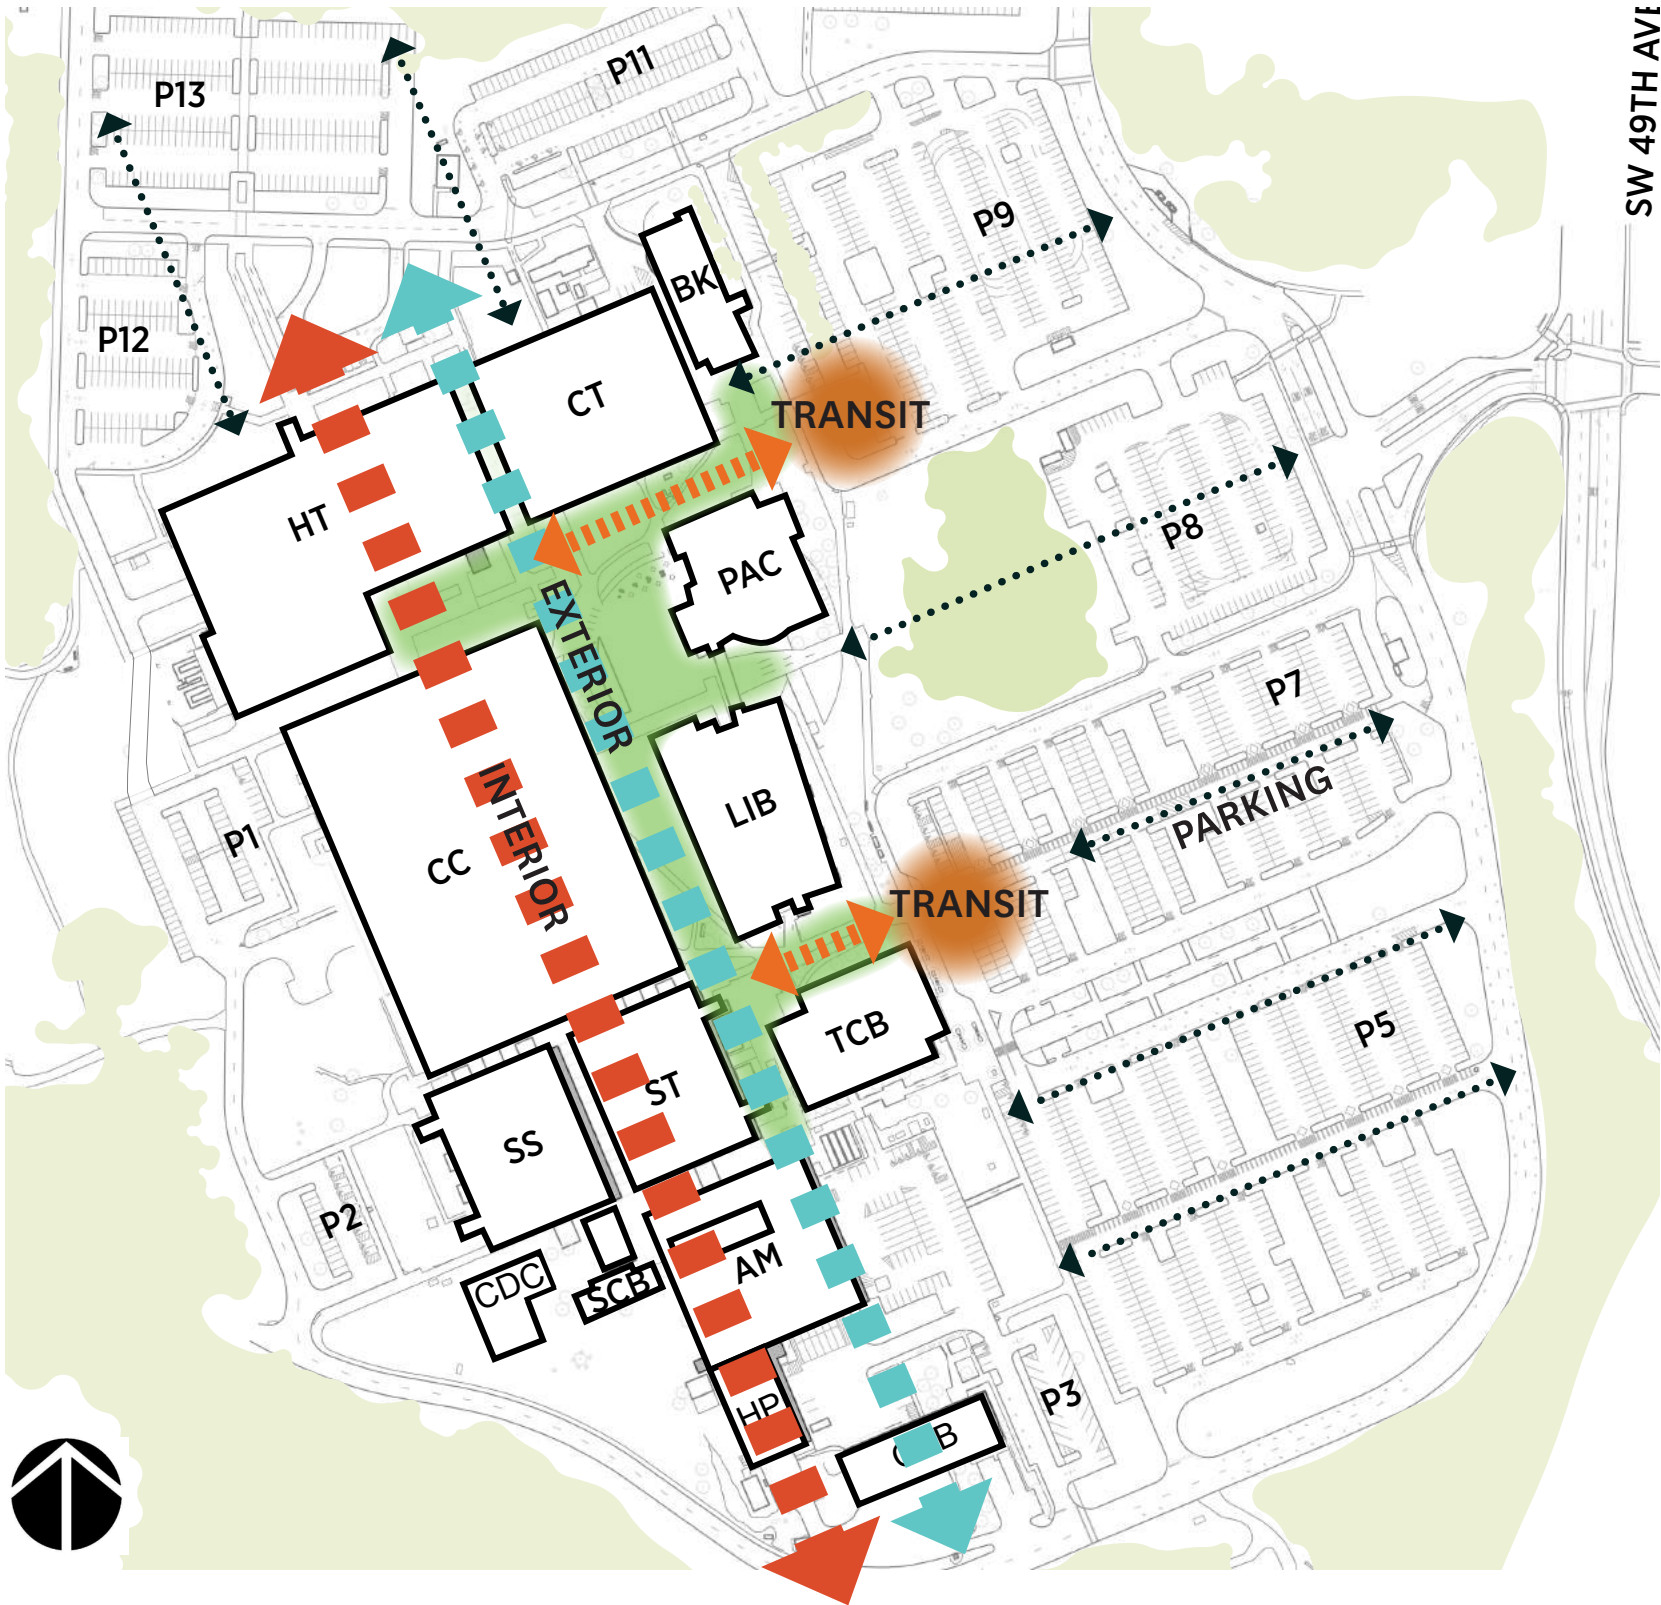 SW 49TH AVE
P13
P11
P9
BK
P12
CT
TRANSIT
HT
P8
PAC
EXTERIOR
P7
PARKING
LIB
INTERIOR
P1
CC
TRANSIT
TCB
P5
ST
SS
P2
AM
CDC
SCB
HP
P3